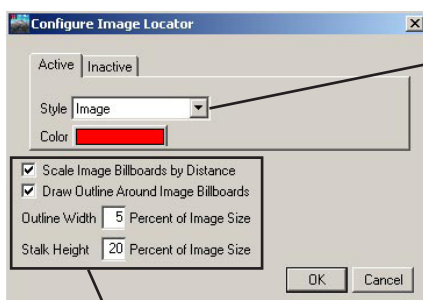 Configure Image Locator
Active Inactive
Style Image
Color
Scale Image Billboards by Distance
Draw Outline Around Image Billboards
Outline Width 5 Percent of Image Size
Stalk Height 20 Percent of Image Size
OK Cancel